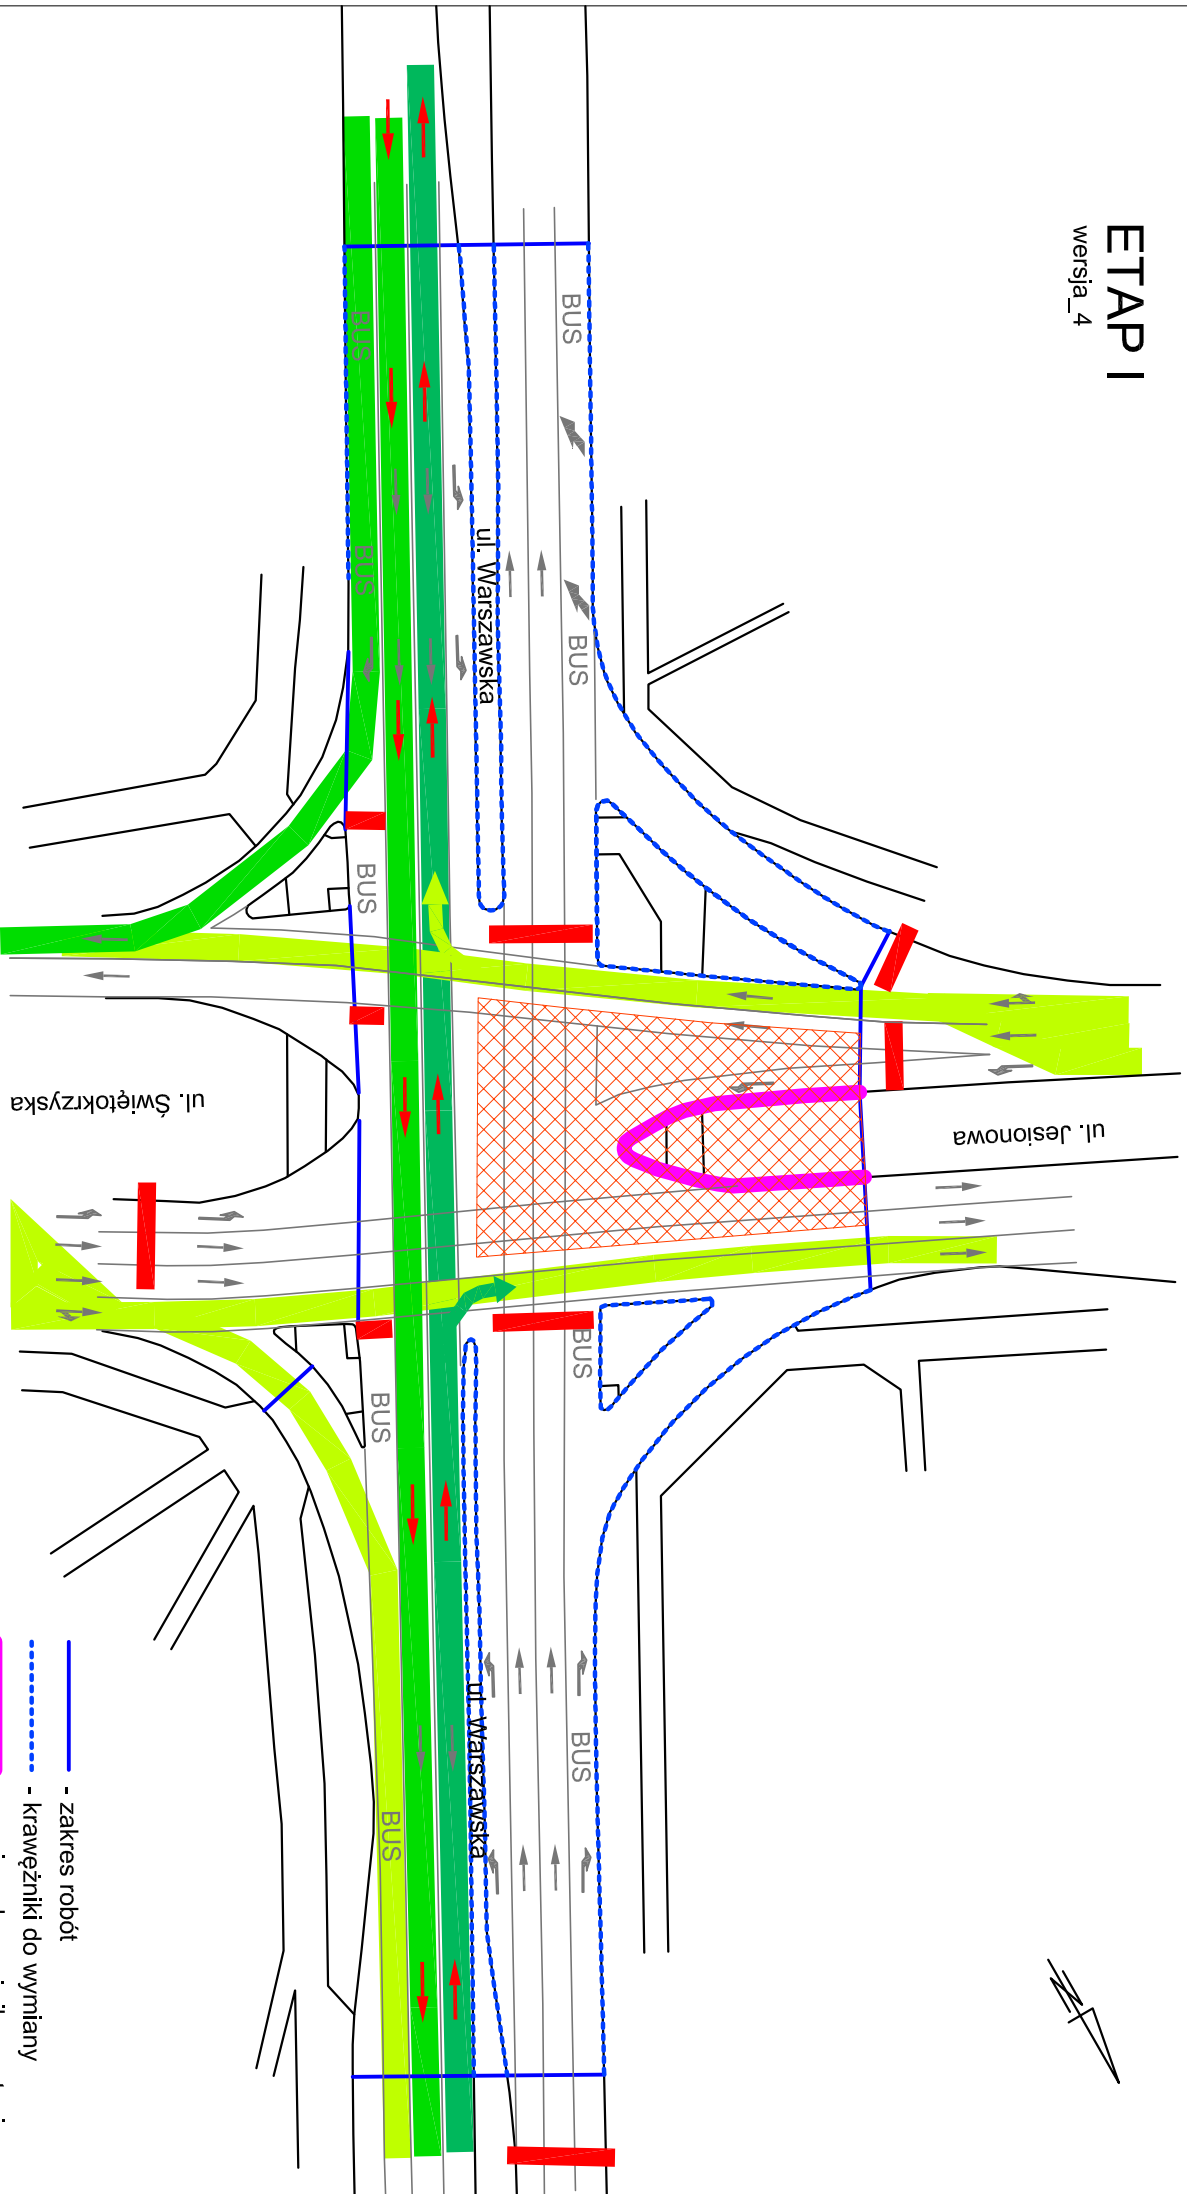 ETAP I
wersja_4
BUS
BUS
BUS
BUS
ul. Warszawska
BUS
ul. Świętokrzyska
ul. Jesionowa
BUS
BUS
ul. Warszawska
BUS
BUS
- zakres robót
- krawężniki do wymiany